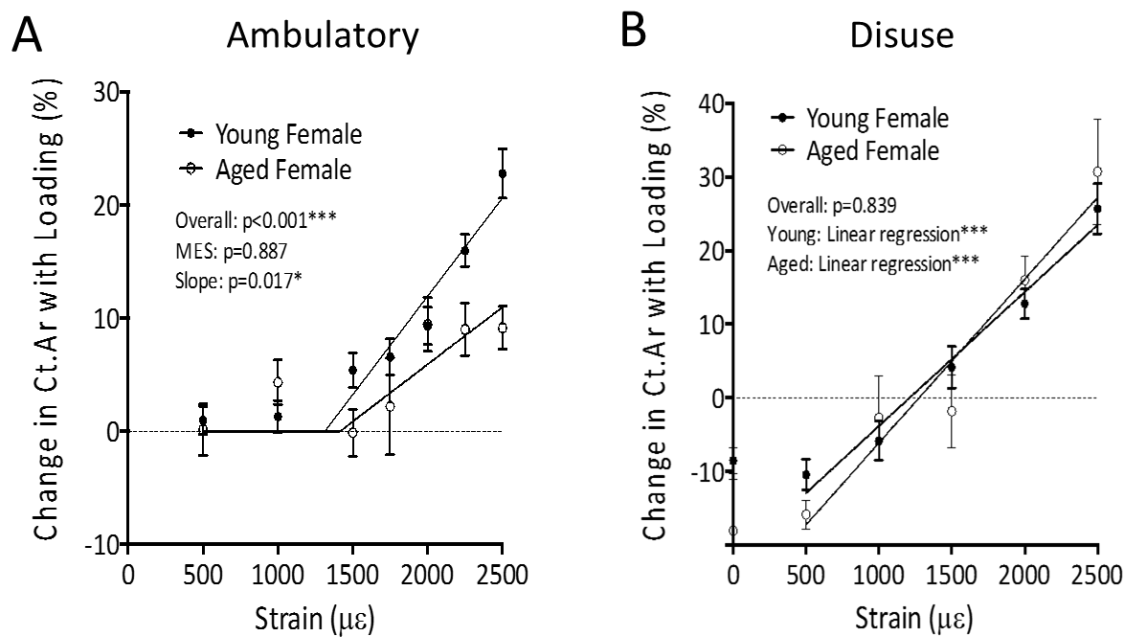 A
Ambulatory
Change in Ct.Ar with Loading (%)
30
20
10
0
-10
Young Female
Aged Female
Overall: p<0.001***
MES: p=0.887
Slope: p=0.017*
0 500 1000 1500 2000 2500
Strain (με)
B
Disuse
Change in Ct.Ar with Loading (%)
40
30
20
10
0
-10
Young Female
Aged Female
Overall: p=0.839
Young: Linear regression***
Aged: Linear regression***
0 500 1000 1500 2000 2500
Strain (με)